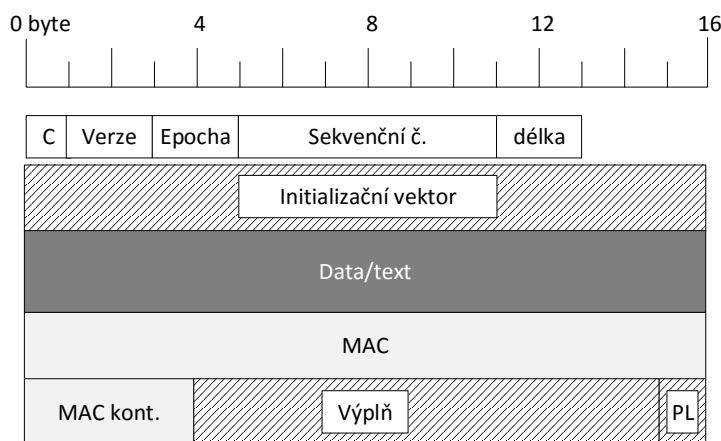 0 byte 4 8 12 16
C Verze Epocha Sekvenční č. délka
Initializační vektor
Data/text
MAC
MAC kont. Výplň PL